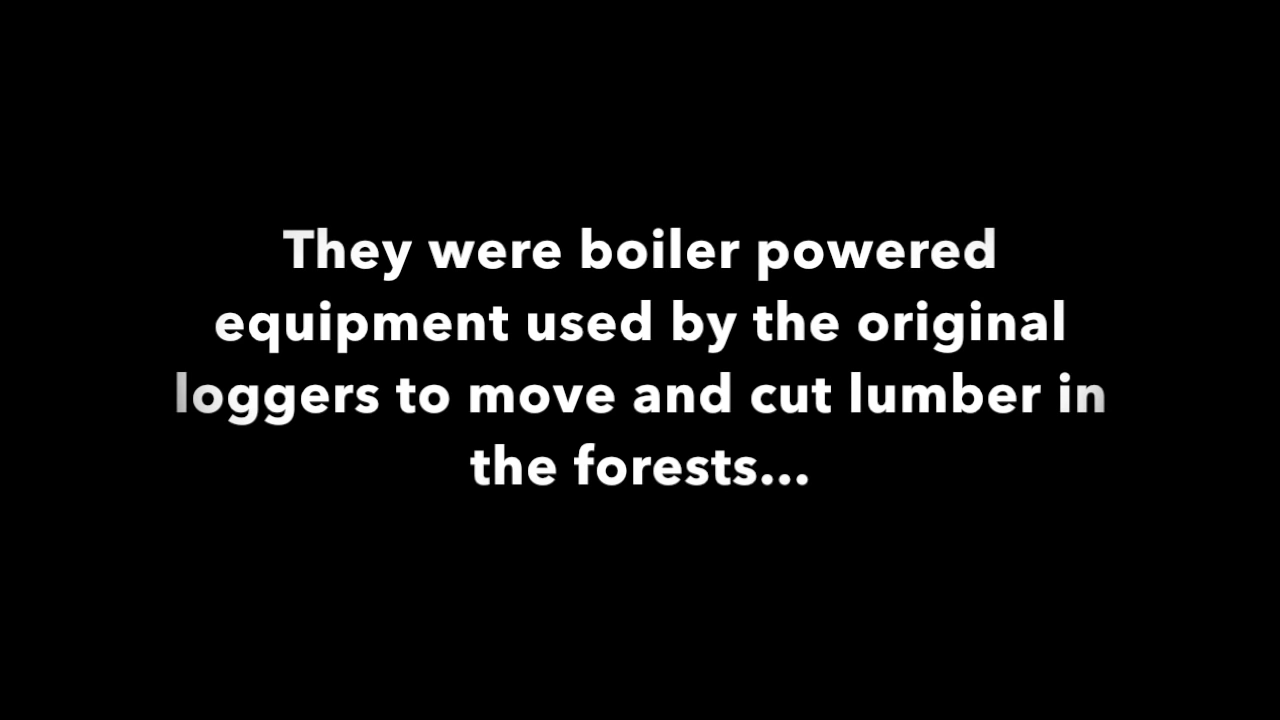 They were boiler powered
equipment used by the original
loggers to move and cut lumber in
the forests...